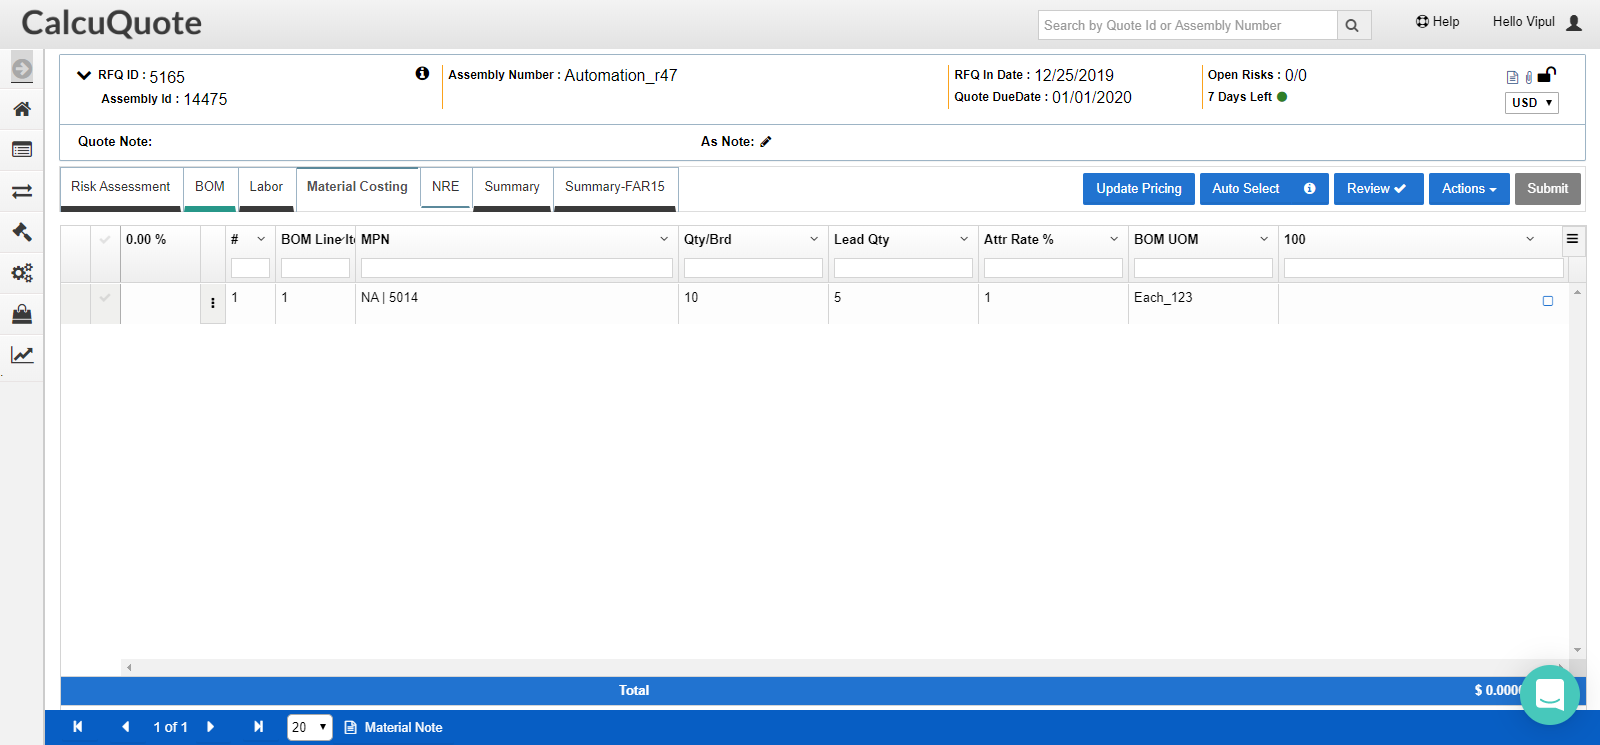 CalcuQuote
Search by Quote Id or Assembly Number
Help
Hello Vipul
RFQ ID : 5165
Assembly Number : Automation_r47
RFQ In Date : 12/25/2019
Open Risks : 0/0
Assembly Id : 14475
Quote DueDate : 01/01/2020
7 Days Left
USD
Quote Note:
As Note:
Risk Assessment
BOM
Labor
Material Costing
NRE
Summary
Summary-FAR15
Update Pricing
Auto Select
Review
Actions
Submit
0.00 %
#
BOM Line Ite
MPN
Qty/Brd
Lead Qty
Attr Rate %
BOM UOM
100
1
1
NA | 5014
10
5
1
Each_123
Total
$ 0.000
1 of 1
20
Material Note